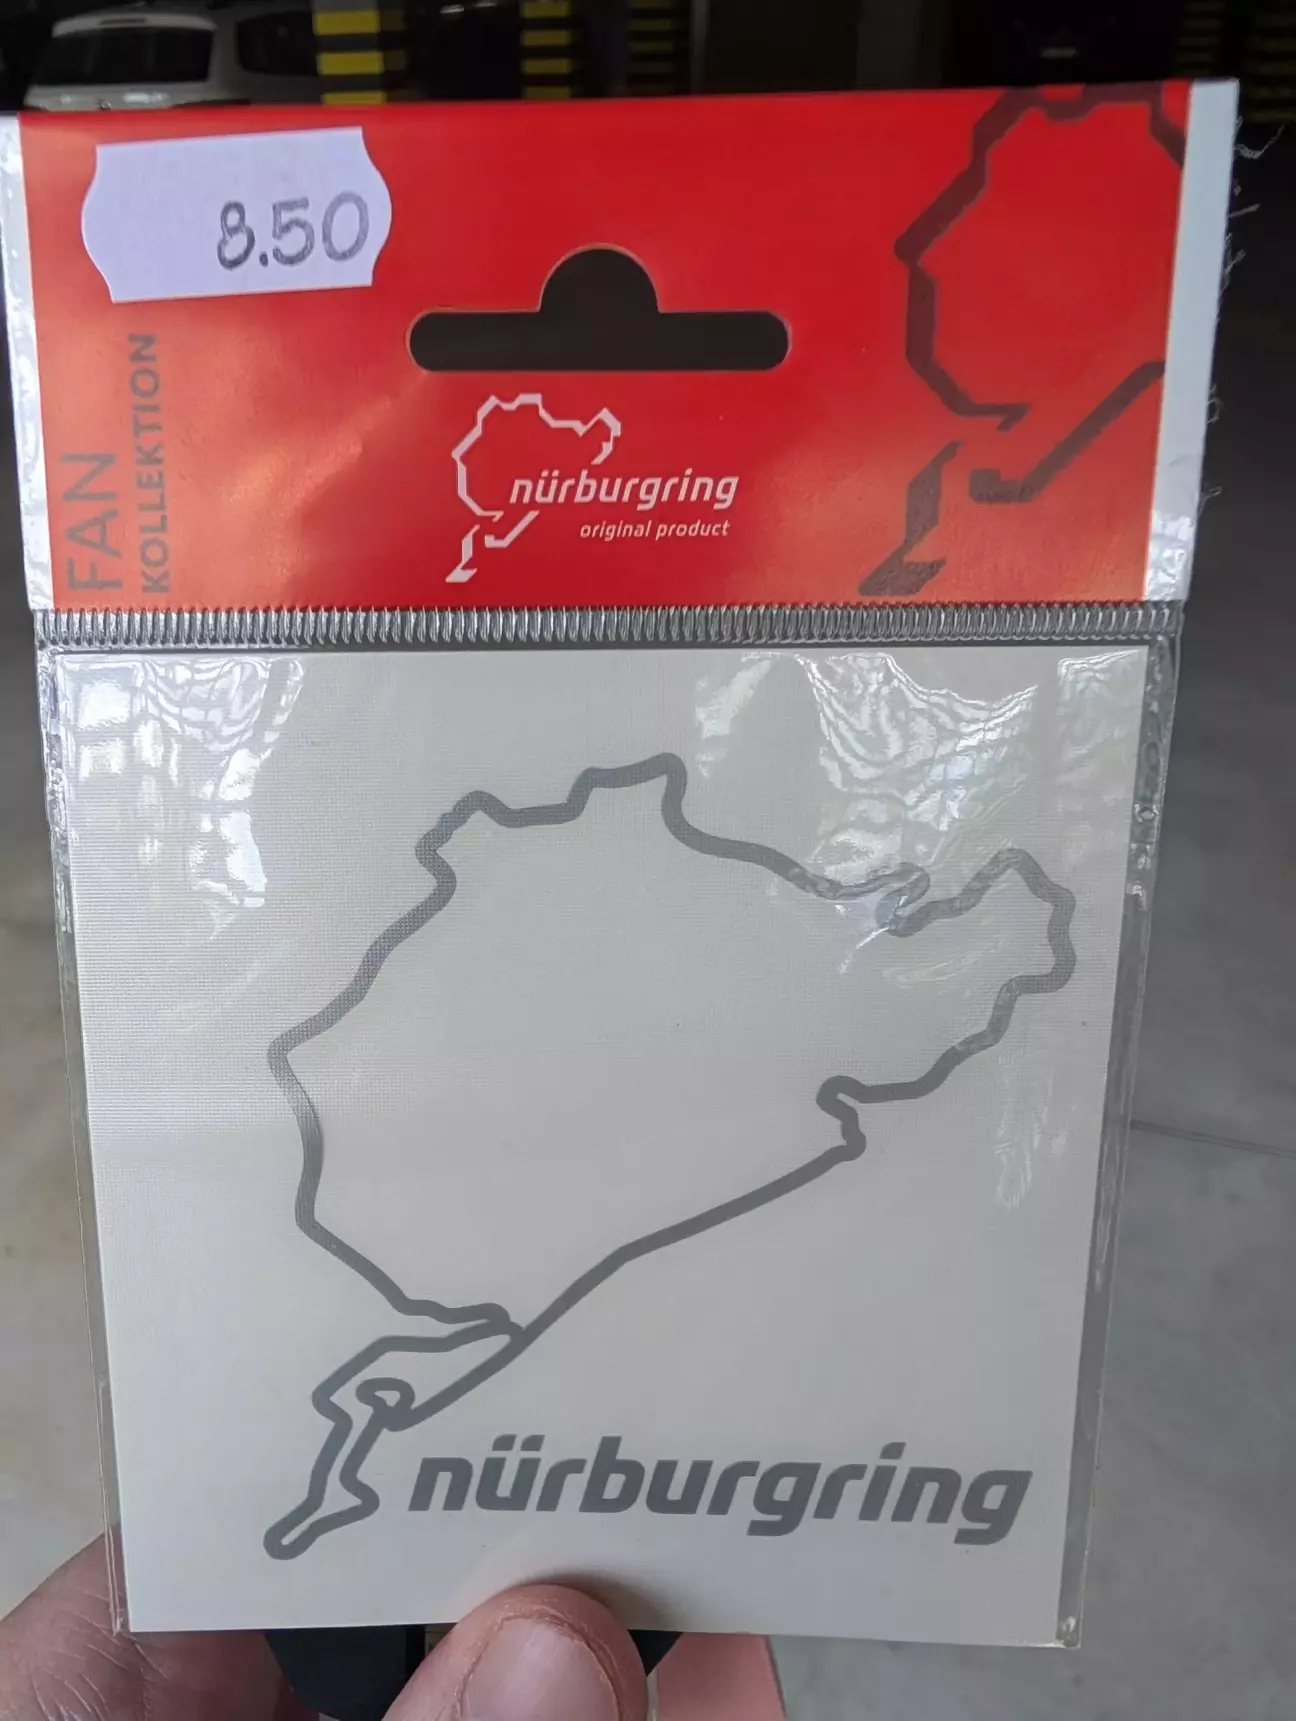 8.50
FAN
KOLLEKTION
nürburgring
original product
nürburgring